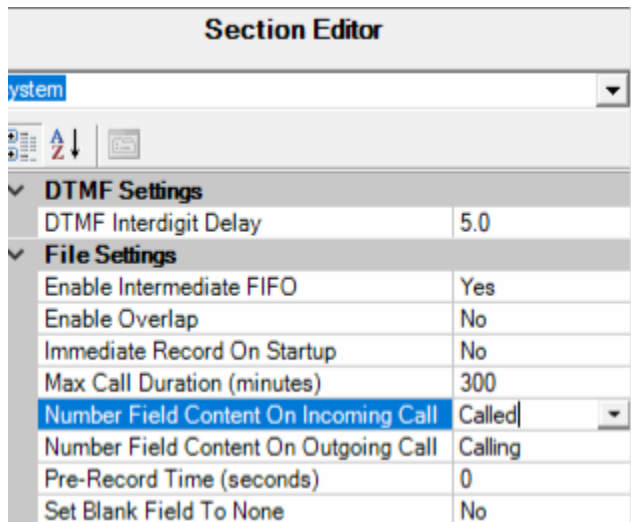 Section Editor
ystem
A
Z
DTMF Settings
DTMF Interdigit Delay 5.0
File Settings
Enable Intermediate FIFO Yes
Enable Overlap No
Immediate Record On Startup No
Max Call Duration (minutes) 300
Number Field Content On Incoming Call Called
Number Field Content On Outgoing Call Calling
Pre-Record Time (seconds) 0
Set Blank Field To None No